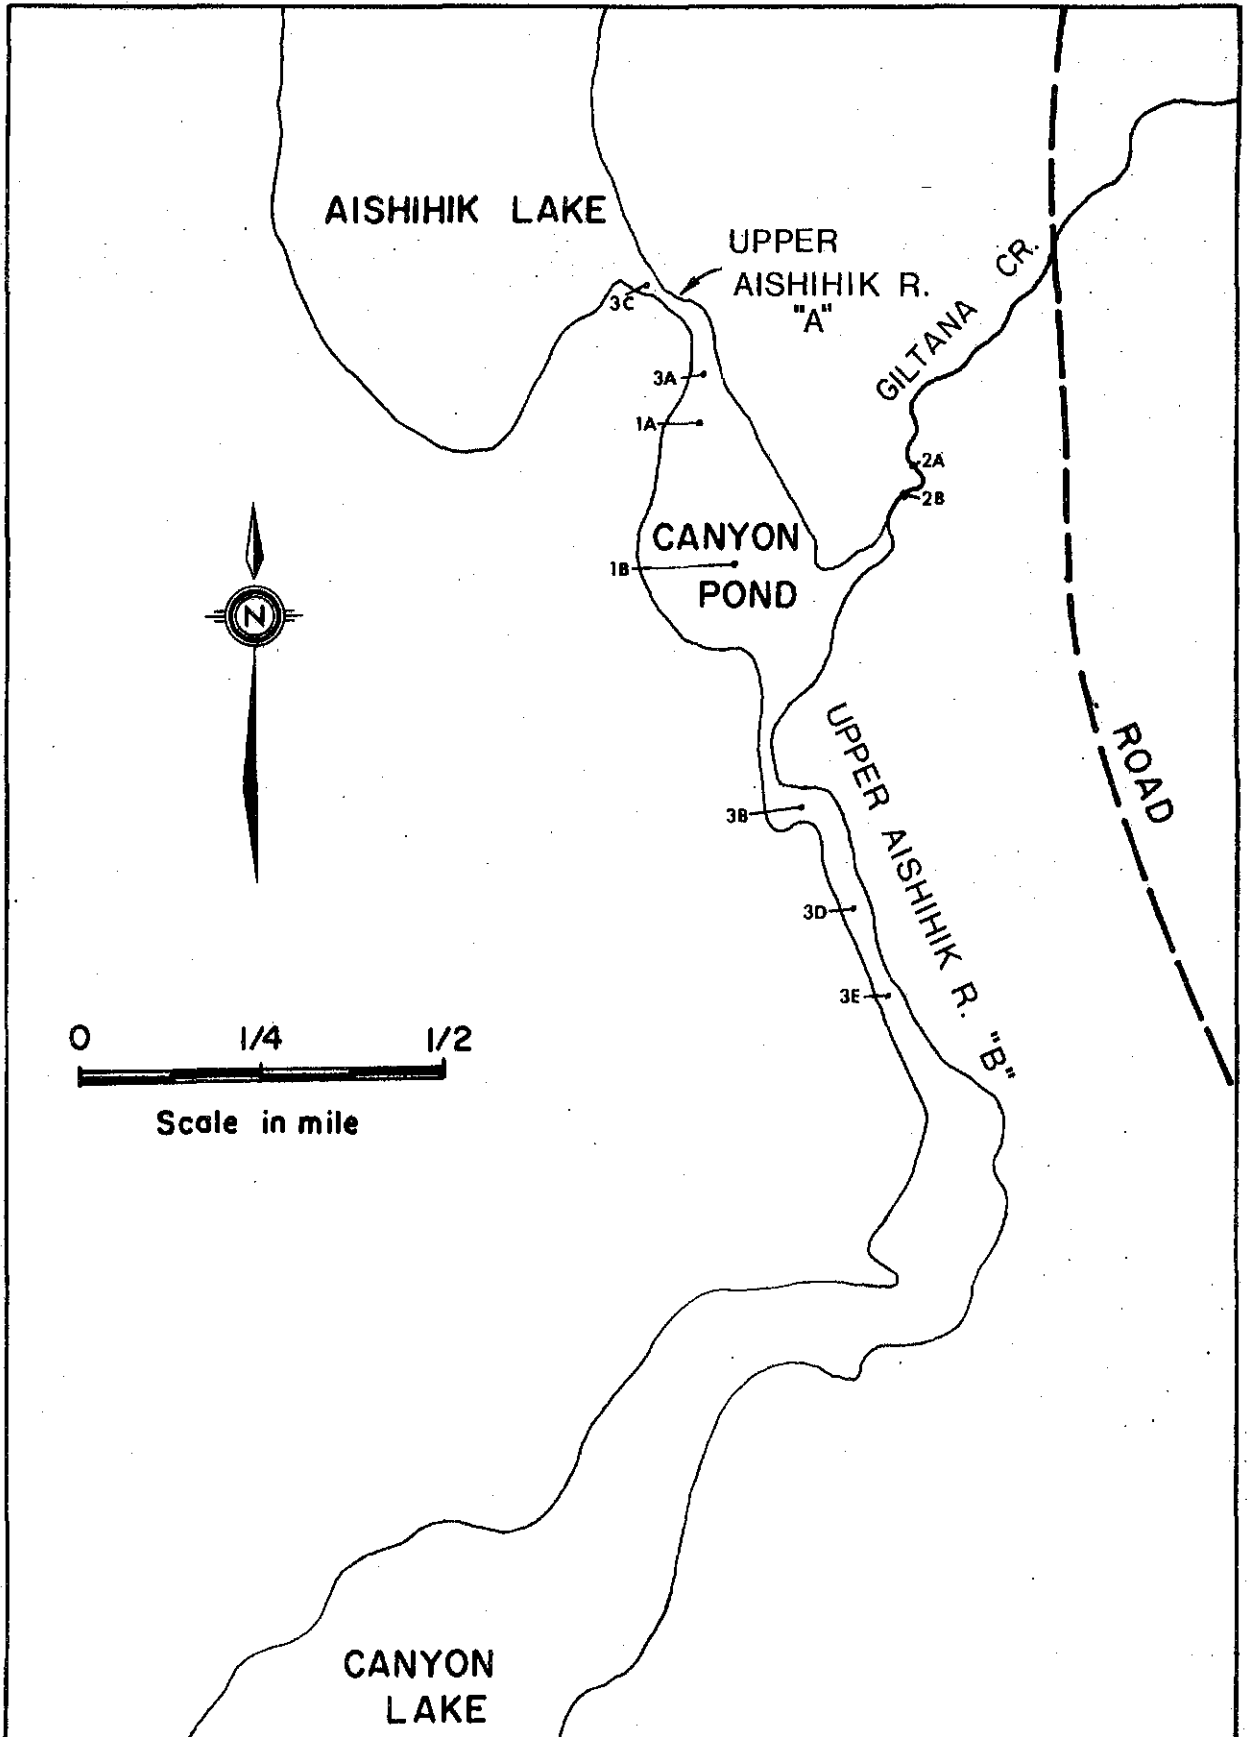 AISHIHIK LAKE
UPPER
AISHIHIK R.
"A"
GILTANA CR.
3C
3A
1A
2A
2B
CANYON
POND
1B
N
UPPER AISHIHIK R. "B"
ROAD
3B
3D
3E
0 1/4 1/2
Scale in mile
CANYON
LAKE